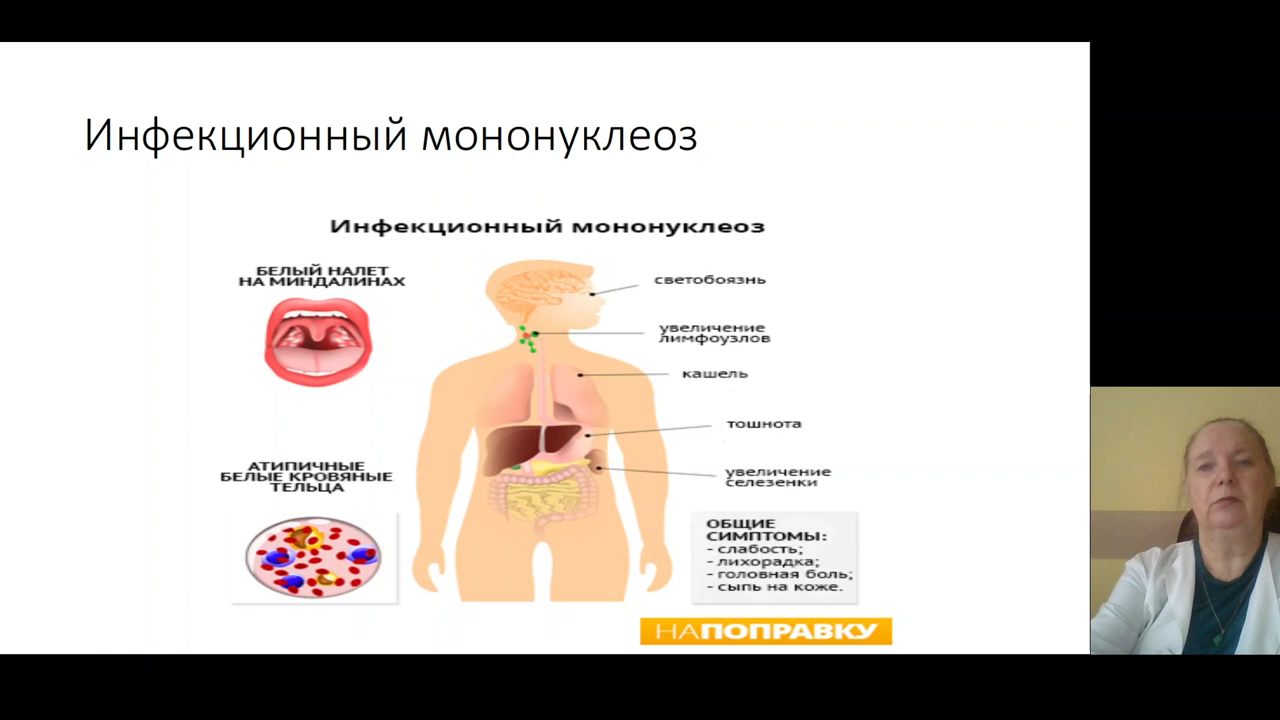 Инфекционный мононуклеоз
Инфекционный мононуклеоз
БЕЛЫЙ НАЛЕТ
НА МИНДАЛИНАХ
светобоязнь
увеличение
лимфоузлов
кашель
тошнота
АТИПИЧНЫЕ
БЕЛЫЕ КРОВЯНЫЕ
ТЕЛЬЦА
увеличение
селезенки
ОБЩИЕ
СИМПТОМЫ:
- слабость;
- лихорадка;
- головная боль;
- сыпь на коже.
НАПОПРАВКУ